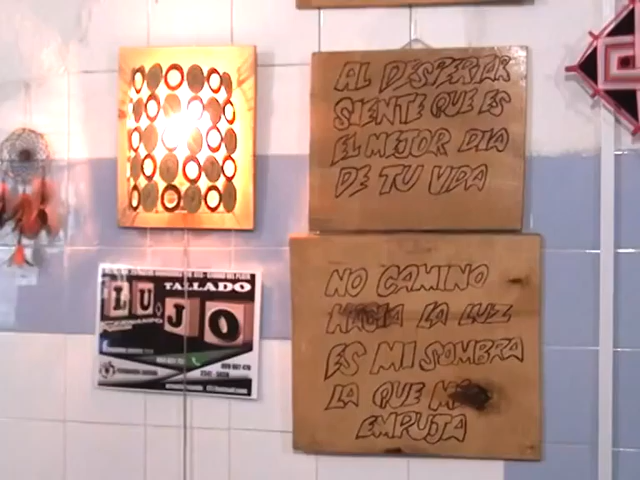 AL DESPERTAR
SIENTE QUE ES
EL MEJOR DIA
DE TU VIDA
NO CAMINO
HACIA LA LUZ
ES MI SOMBRA
LA QUE ME
EMPUJA
TALLADO
LUJO